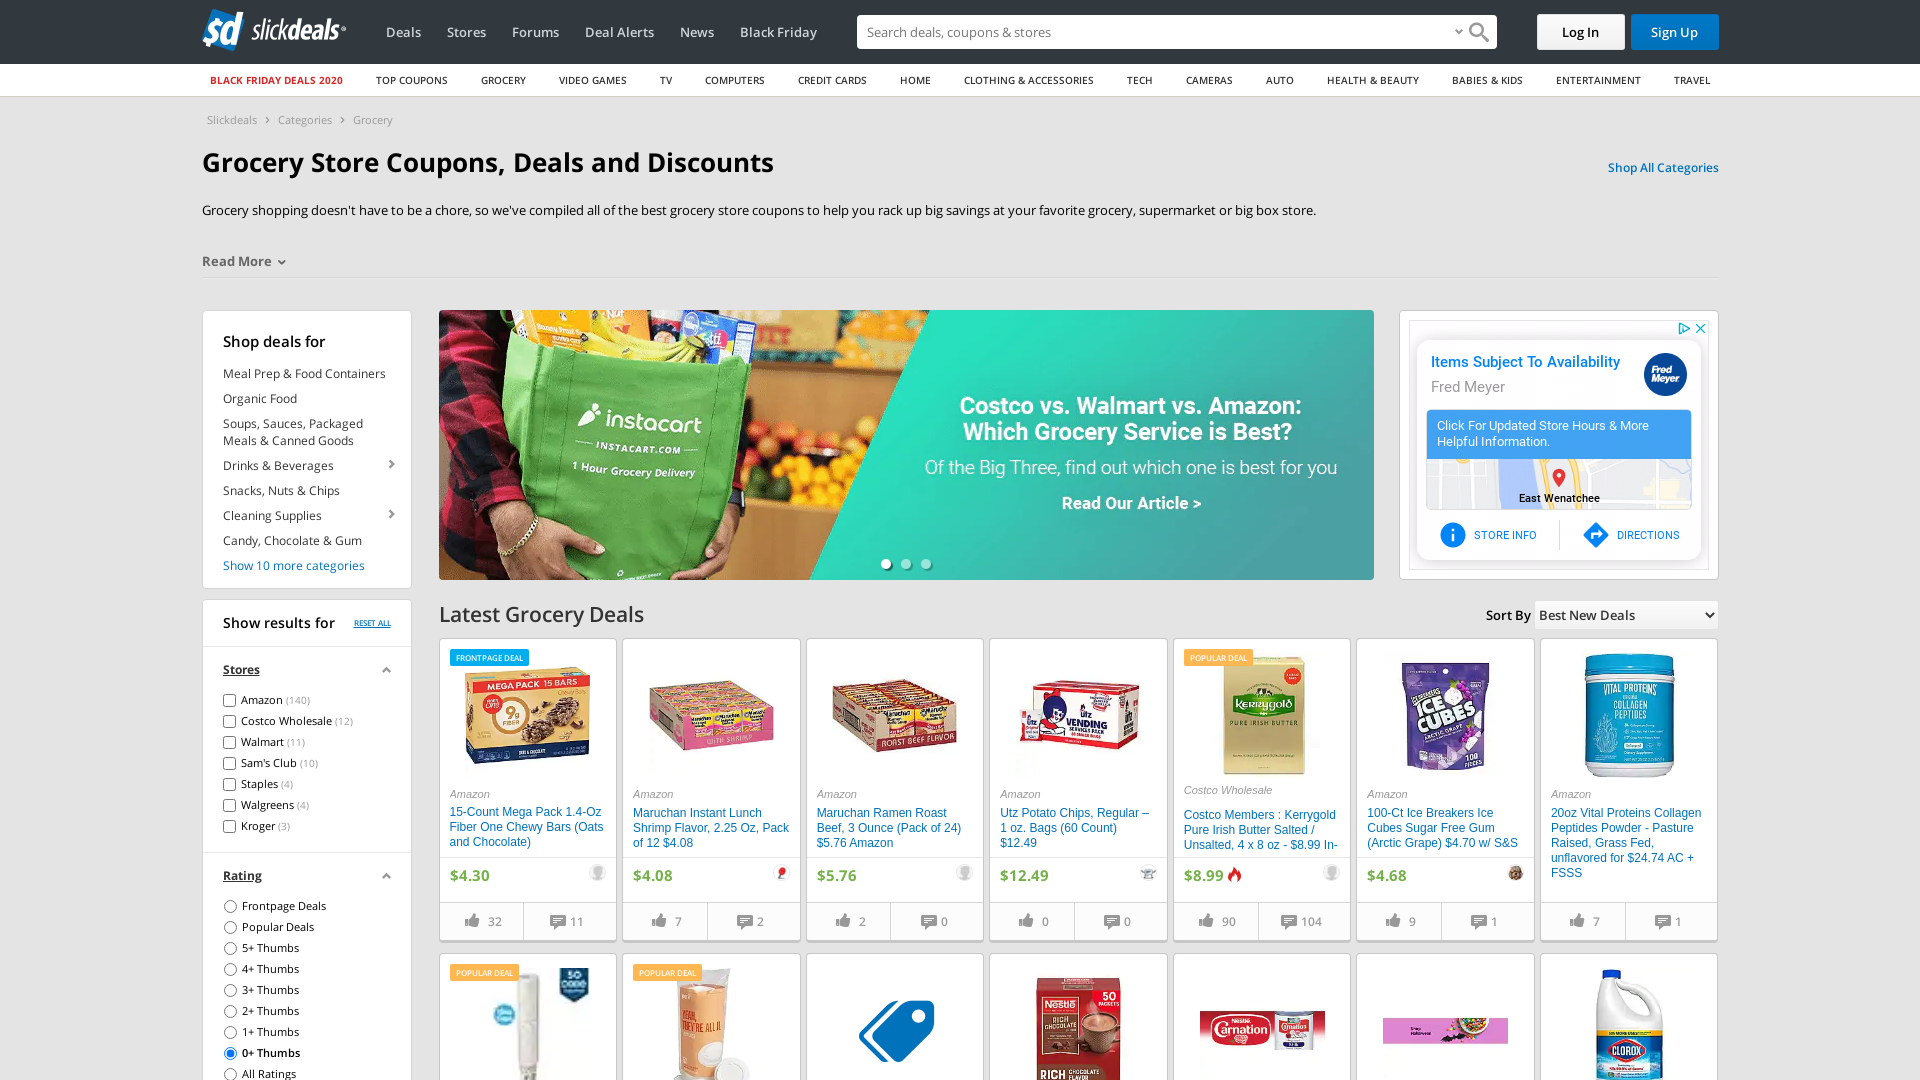 slickdeals
Deals
Stores
Forums
Deal Alerts
News
Black Friday
Search deals, coupons & stores
Log In
Sign Up
BLACK FRIDAY DEALS 2020
TOP COUPONS
GROCERY
VIDEO GAMES
TV
COMPUTERS
CREDIT CARDS
HOME
CLOTHING & ACCESSORIES
TECH
CAMERAS
AUTO
HEALTH & BEAUTY
BABIES & KIDS
ENTERTAINMENT
TRAVEL
Slickdeals
Categories
Grocery
Grocery Store Coupons, Deals and Discounts
Shop All Categories
Grocery shopping doesn't have to be a chore, so we've compiled all of the best grocery store coupons to help you rack up big savings at your favorite grocery, supermarket or big box store.
Read More
Shop deals for
Meal Prep & Food Containers
Organic Food
Soups, Sauces, Packaged
Meals & Canned Goods
Drinks & Beverages
Snacks, Nuts & Chips
Cleaning Supplies
Candy, Chocolate & Gum
Show 10 more categories
instacart
INSTACART.COM
1 Hour Grocery Delivery
Costco vs. Walmart vs. Amazon:
Which Grocery Service is Best?
Of the Big Three, find out which one is best for you
Read Our Article >
Items Subject To Availability
Fred Meyer
Fred
Meyer
Click For Updated Store Hours & More
Helpful Information.
East Wenatchee
STORE INFO
DIRECTIONS
Show results for
RESET ALL
Stores
Amazon (140)
Costco Wholesale (12)
Walmart (11)
Sam's Club (10)
Staples (4)
Walgreens (4)
Kroger (3)
Rating
Frontpage Deals
Popular Deals
5+ Thumbs
4+ Thumbs
3+ Thumbs
2+ Thumbs
1+ Thumbs
0+ Thumbs
All Ratings
Latest Grocery Deals
Sort By
Best New Deals
FRONTPAGE DEAL
MEGA PACK 15 BARS
Amazon
15-Count Mega Pack 1.4-Oz
Fiber One Chewy Bars (Oats
and Chocolate)
$4.30
32
11
WITH SHRIMP
Amazon
Maruchan Instant Lunch
Shrimp Flavor, 2.25 Oz, Pack
of 12 $4.08
$4.08
7
2
ROAST BEEF FLAVOR
Amazon
Maruchan Ramen Roast
Beef, 3 Ounce (Pack of 24)
$5.76 Amazon
$5.76
2
0
utz
VENDING
Amazon
Utz Potato Chips, Regular –
1 oz. Bags (60 Count)
$12.49
$12.49
0
0
POPULAR DEAL
KERRYGOLD
PURE IRISH BUTTER
Costco Wholesale
Costco Members : Kerrygold
Pure Irish Butter Salted /
Unsalted, 4 x 8 oz - $8.99 In-
$8.99
90
104
ICE BREAKERS
ICE
CUBES
ARCTIC GRAPE
100
PIECES
Amazon
100-Ct Ice Breakers Ice
Cubes Sugar Free Gum
(Arctic Grape) $4.70 w/ S&S
$4.68
9
1
VITAL PROTEINS
COLLAGEN
PEPTIDES
Amazon
20oz Vital Proteins Collagen
Peptides Powder - Pasture
Raised, Grass Fed,
unflavored for $24.74 AC +
FSSS
7
1
POPULAR DEAL
POPULAR DEAL
YEAH,
THEY'RE ALL
Nestle
50
PACKETS
RICH
CHOCOLATE
RICH CHOCOLATE
FLAVOR
Nestle
Carnation
CLOROX